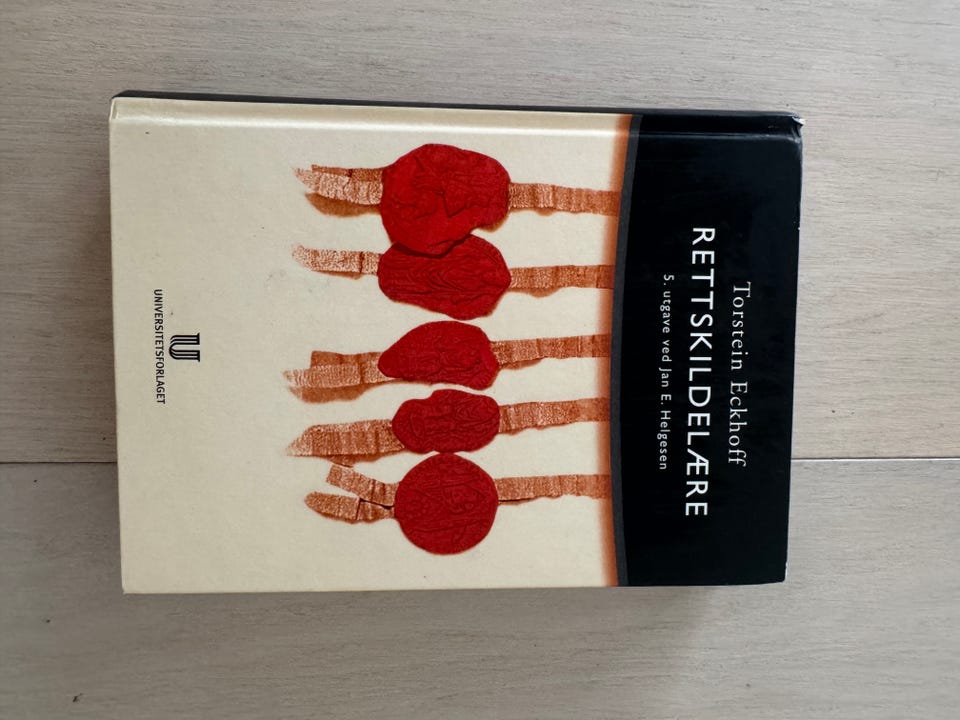 Torstein Eckhoff
RETTSKILDELÆRE
5. utgave ved Jan E. Helgesen
UNIVERSITETSFORLAGET